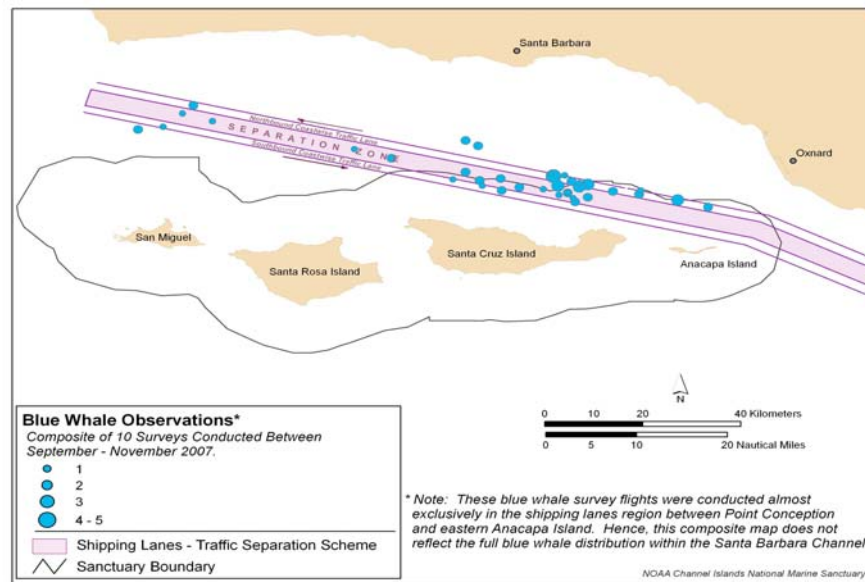 Santa Barbara
Northbound Coastwise Traffic Lane
SEPARATION ZONE
Southbound Coastwise Traffic Lane
Oxnard
San Miguel
Santa Rosa Island
Santa Cruz Island
Anacapa Island
N
0 10 20 40 Kilometers
0 5 10 20 Nautical Miles
Blue Whale Observations*
Composite of 10 Surveys Conducted Between
September - November 2007.
1
2
3
4 - 5
Shipping Lanes - Traffic Separation Scheme
Sanctuary Boundary
* Note: These blue whale survey flights were conducted almost
exclusively in the shipping lanes region between Point Conception
and eastern Anacapa Island. Hence, this composite map does not
reflect the full blue whale distribution within the Santa Barbara Channel
NOAA Channel Islands National Marine Sanctuary